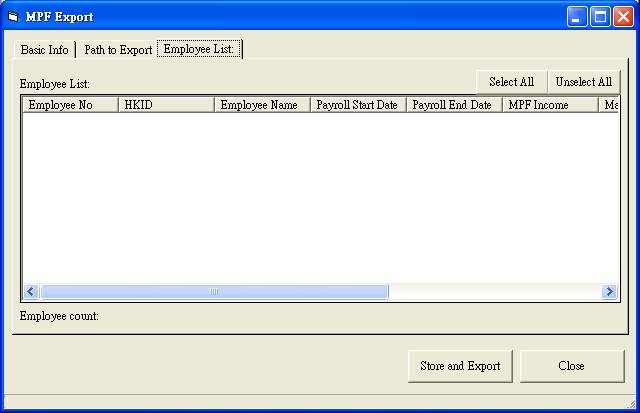 MPF Export
Basic Info Path to Export Employee List:
Employee List: Select All Unselect All
Employee No HKID Employee Name Payroll Start Date Payroll End Date MPF Income Ma
Employee count:
Store and Export Close